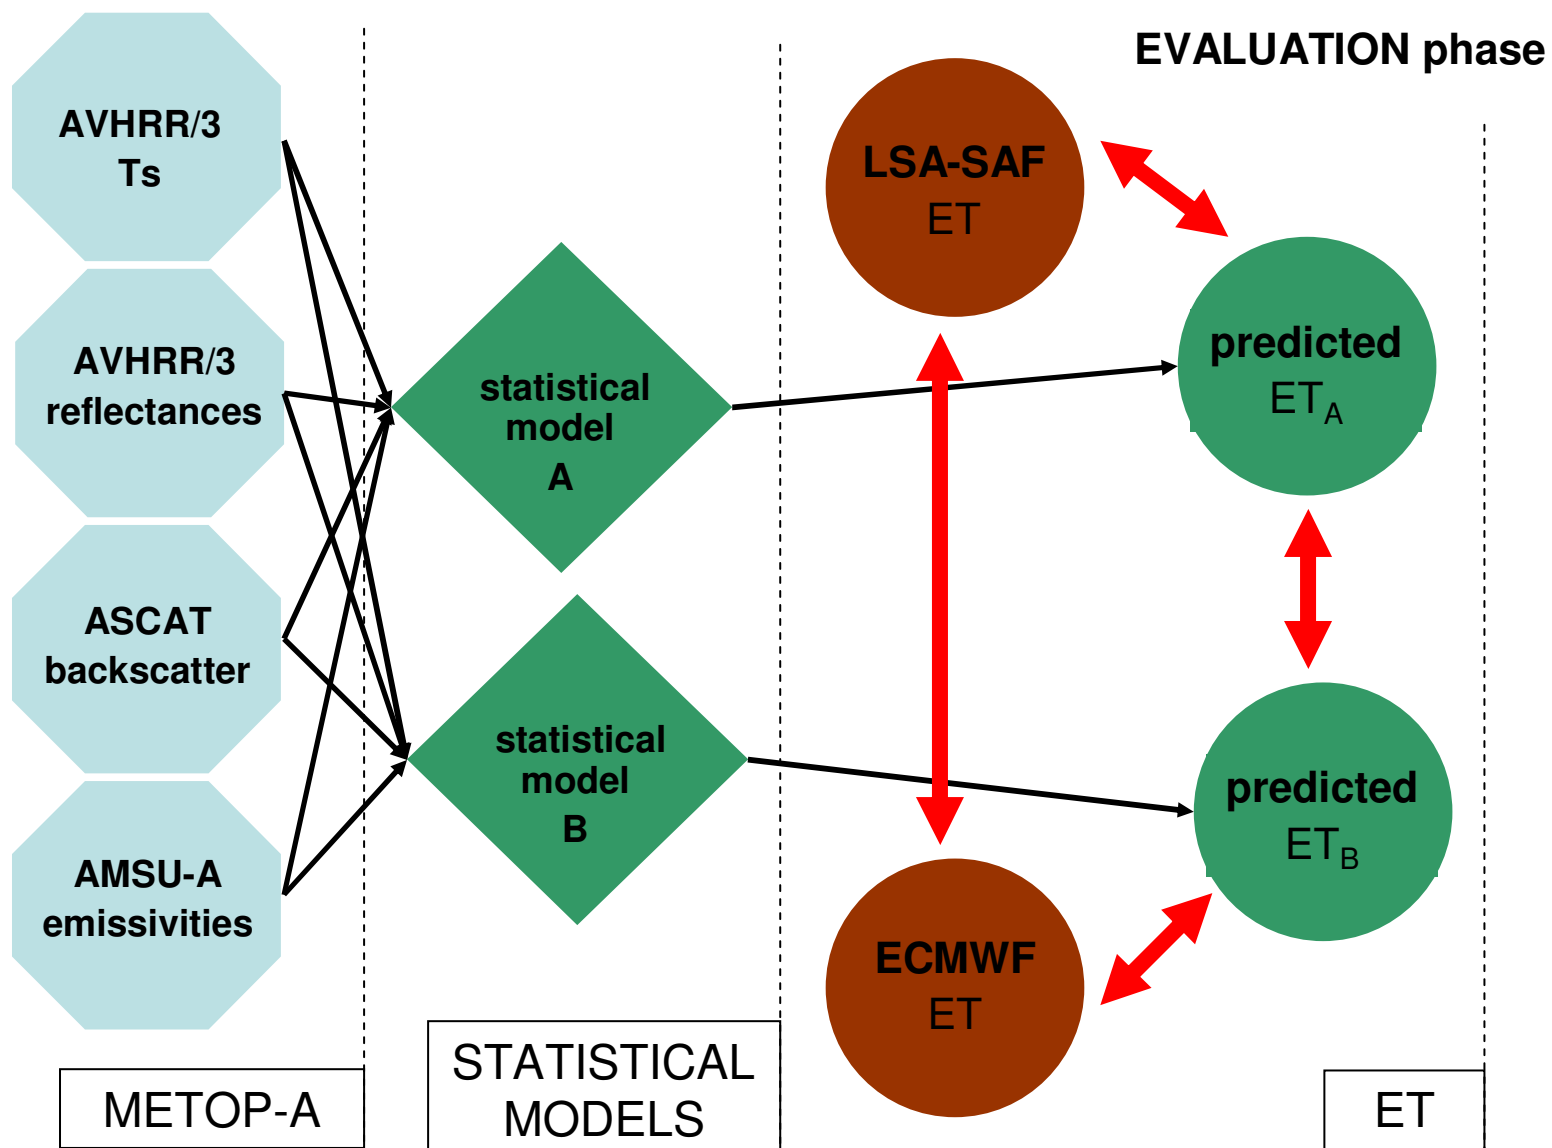 EVALUATION phase
AVHRR/3
Ts
AVHRR/3
reflectances
ASCAT
backscatter
AMSU-A
emissivities
METOP-A
statistical
model
A
statistical
model
B
STATISTICAL
MODELS
LSA-SAF
ET
ECMWF
ET
predicted
ETA
predicted
ETB
ET